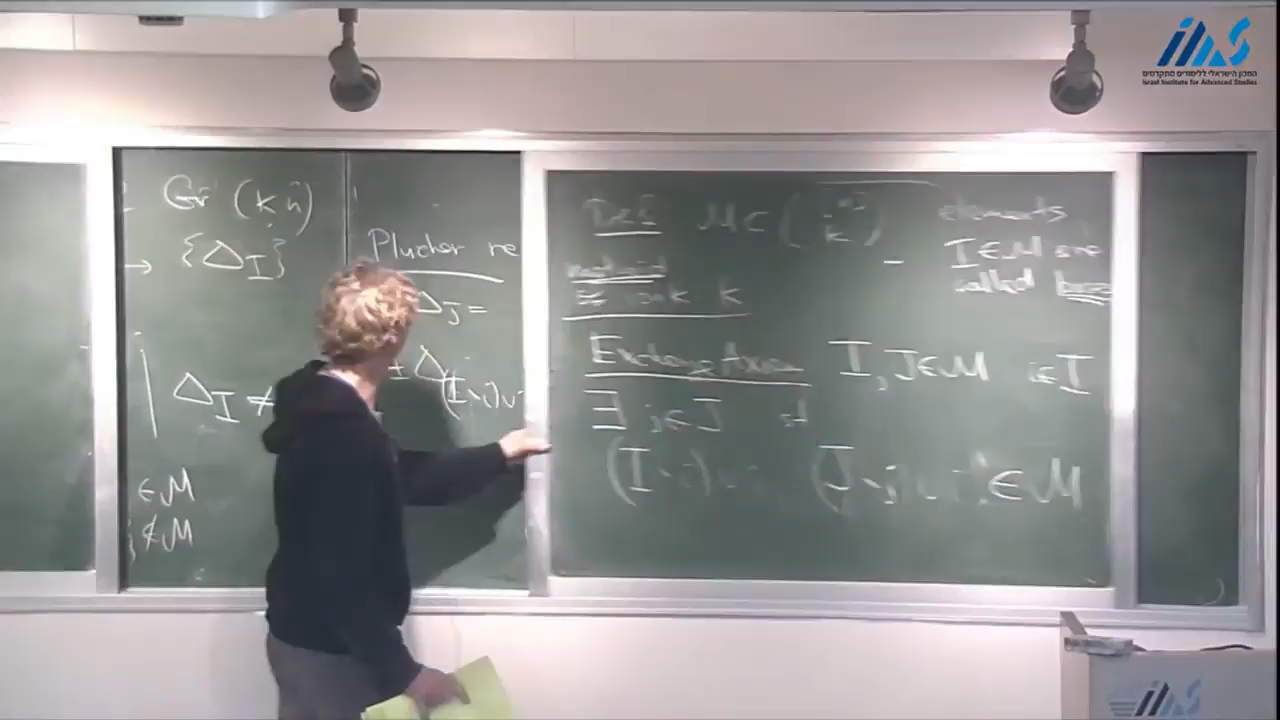 Gr (k n)
→ {Δ_I}
Δ_I ≠
∈ M
∉ M
Plucker re
Δ_J =
± Δ_(I \ i) ∪
Def M ⊂ ( [n] k )
matroid
rank k
elements
I ∈ M are
called bases
Exchange Axiom I, J ∈ M i ∈ I
∃ j ∈ J st
(I \ i) ∪ (J \ j) ∪ i ∈ M
המכון הישראלי ללימודים מתקדמים
Israel Institute for Advanced Studies